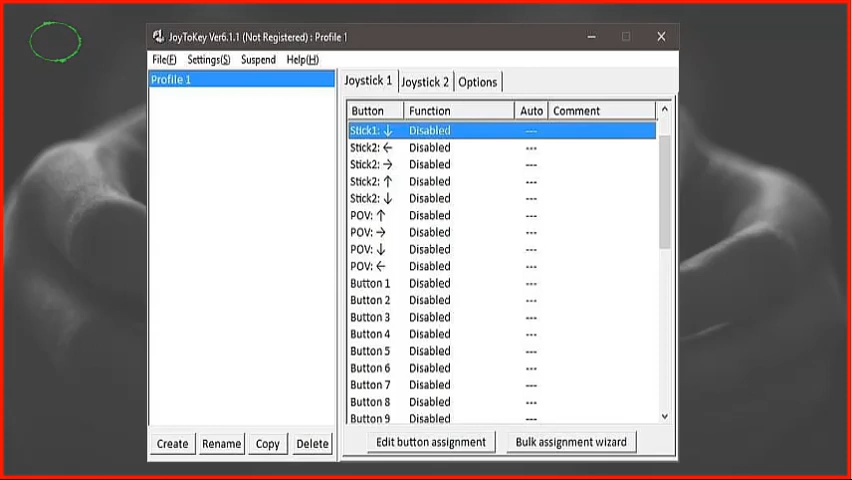 JoyToKey Ver6.1.1 (Not Registered) : Profile 1
File(F) Settings(S) Suspend Help(H)
Profile 1
Joystick 1 Joystick 2 Options
Button Function Auto Comment
Stick1: ↓ Disabled ---
Stick2: ← Disabled ---
Stick2: → Disabled ---
Stick2: ↑ Disabled ---
Stick2: ↓ Disabled ---
POV: ↑ Disabled ---
POV: → Disabled ---
POV: ↓ Disabled ---
POV: ← Disabled ---
Button 1 Disabled ---
Button 2 Disabled ---
Button 3 Disabled ---
Button 4 Disabled ---
Button 5 Disabled ---
Button 6 Disabled ---
Button 7 Disabled ---
Button 8 Disabled ---
Button 9 Disabled ---
Create Rename Copy Delete Edit button assignment Bulk assignment wizard